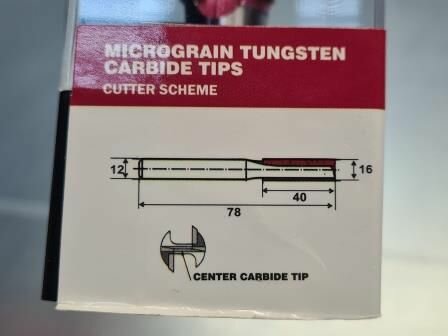 MICROGRAIN TUNGSTEN
CARBIDE TIPS
CUTTER SCHEME
12
16
40
78
CENTER CARBIDE TIP